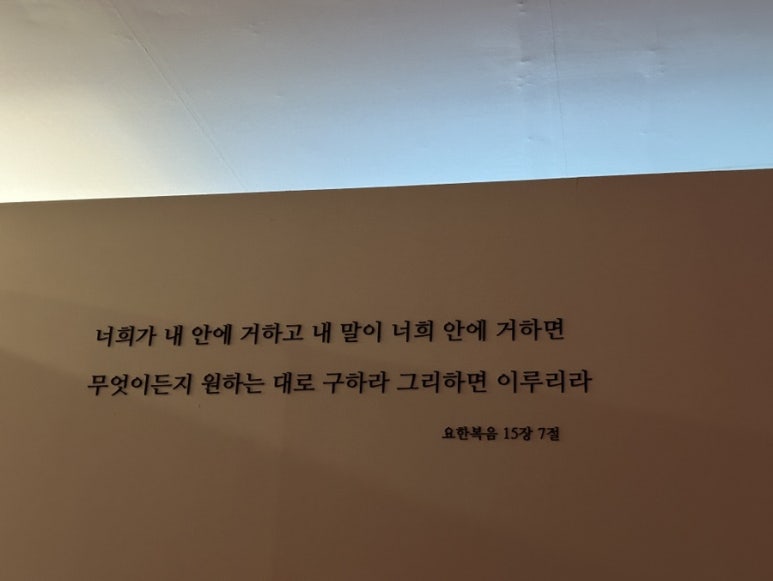 너희가 내 안에 거하고 내 말이 너희 안에 거하면
무엇이든지 원하는 대로 구하라 그리하면 이루리라
요한복음 15장 7절